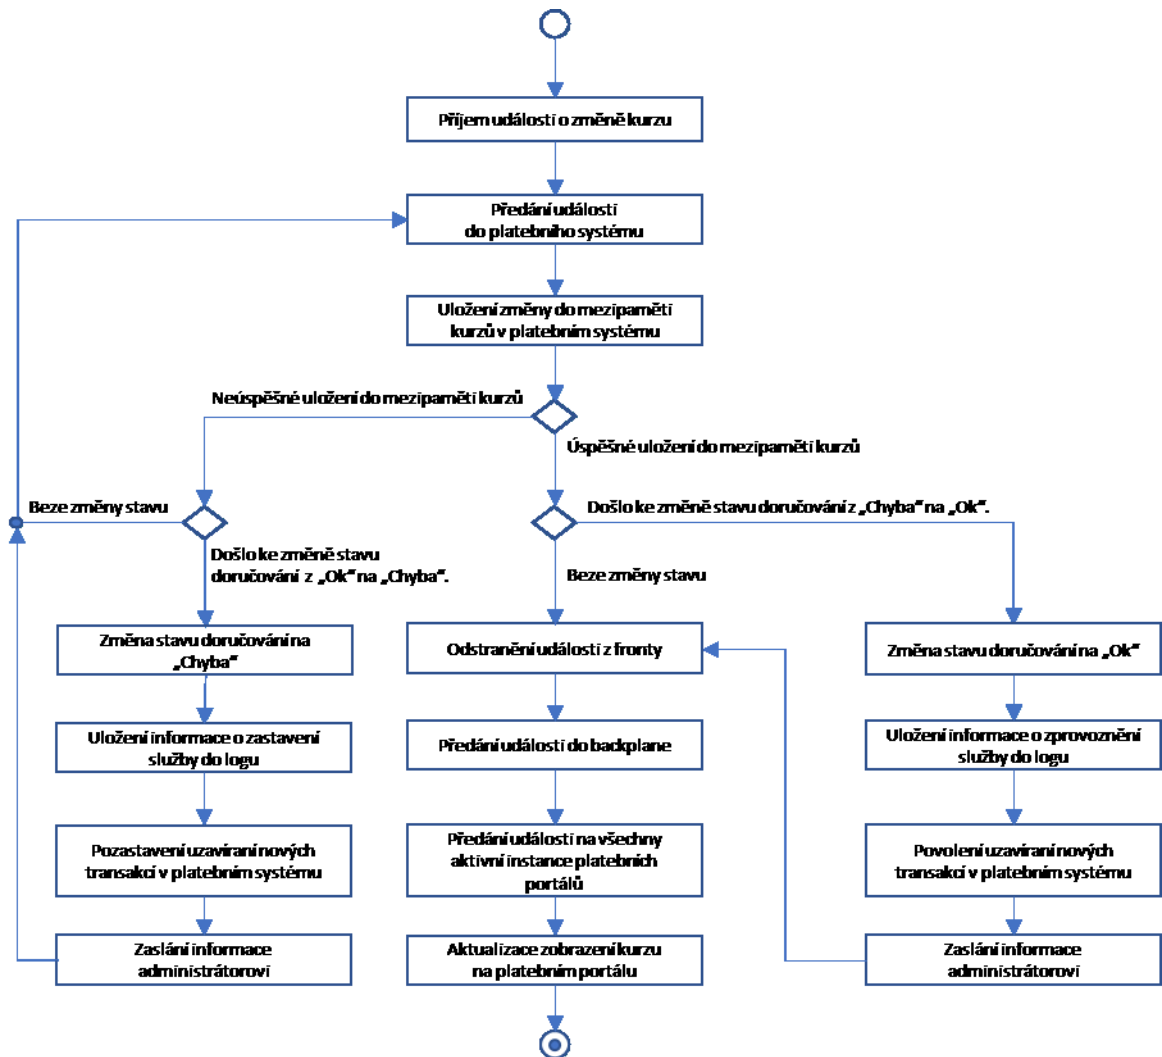 Příjem události o změně kurzu
Předání události
do platebního systému
Uložení změny do mezipaměti
kurzů v platebním systému
Neúspěšné uložení do mezipaměti kurzů
Úspěšné uložení do mezipaměti kurzů
Beze změny stavu
Došlo ke změně stavu doručování z „Chyba“ na „Ok“.
Došlo ke změně stavu
doručování z „Ok“ na „Chyba“.
Beze změny stavu
Změna stavu doručování na
„Chyba“
Odstranění události z fronty
Změna stavu doručování na „Ok“
Uložení informace o zastavení
služby do logu
Předání události do backplane
Uložení informace o zprovoznění
služby do logu
Pozastavení uzavíraní nových
transakcí v platebním systému
Předání události na všechny
aktivní instance platebních
portálů
Povolení uzavíraní nových
transakcí v platebním systému
Zaslání informace
administrátorovi
Aktualizace zobrazení kurzu
na platebním portálu
Zaslání informace
administrátorovi